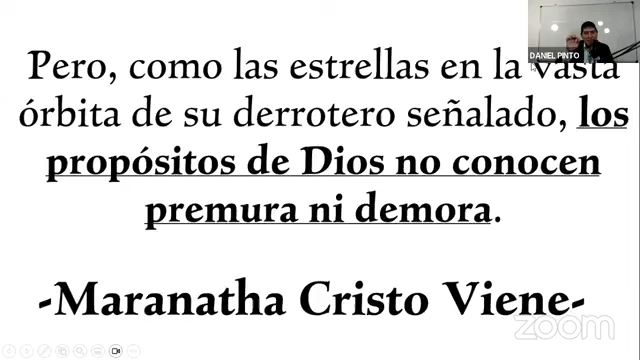 DANIEL PINTO
Pero, como las estrellas en la vasta
órbita de su derrotero señalado, los
propósitos de Dios no conocen
premura ni demora.
-Maranatha Cristo Viene-
zoom